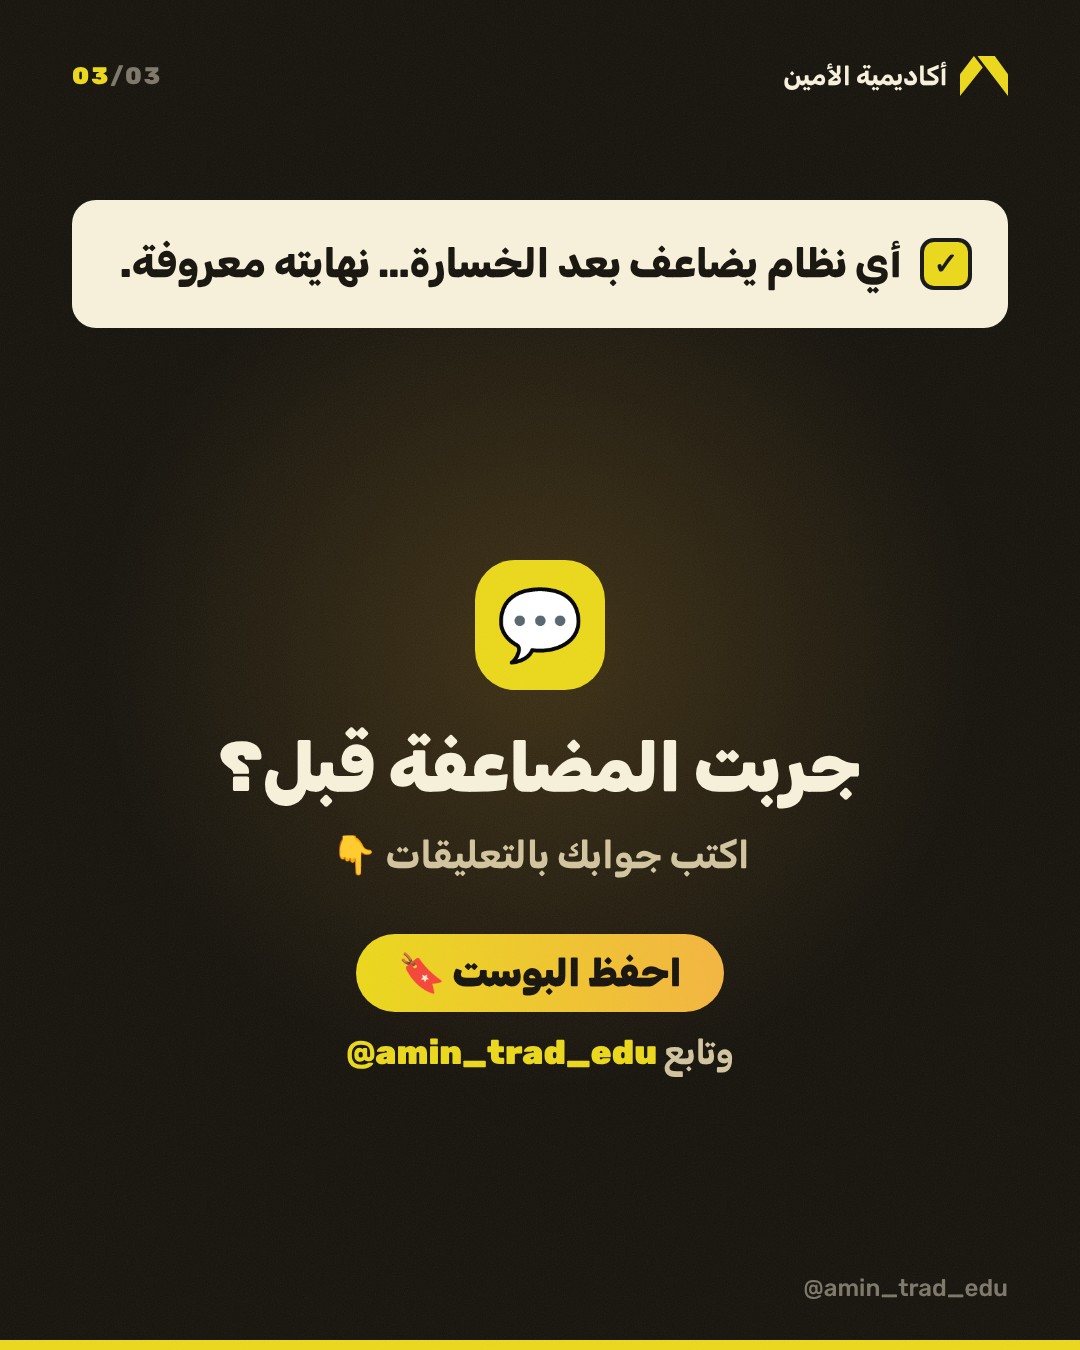 أكاديمية الأمين
03/03
✓ أي نظام يضاعف بعد الخسارة... نهايته معروفة.
💬
جربت المضاعفة قبل؟
اكتب جوابك بالتعليقات 👇
احفظ البوست 🔖
وتابع @amin_trad_edu
@amin_trad_edu